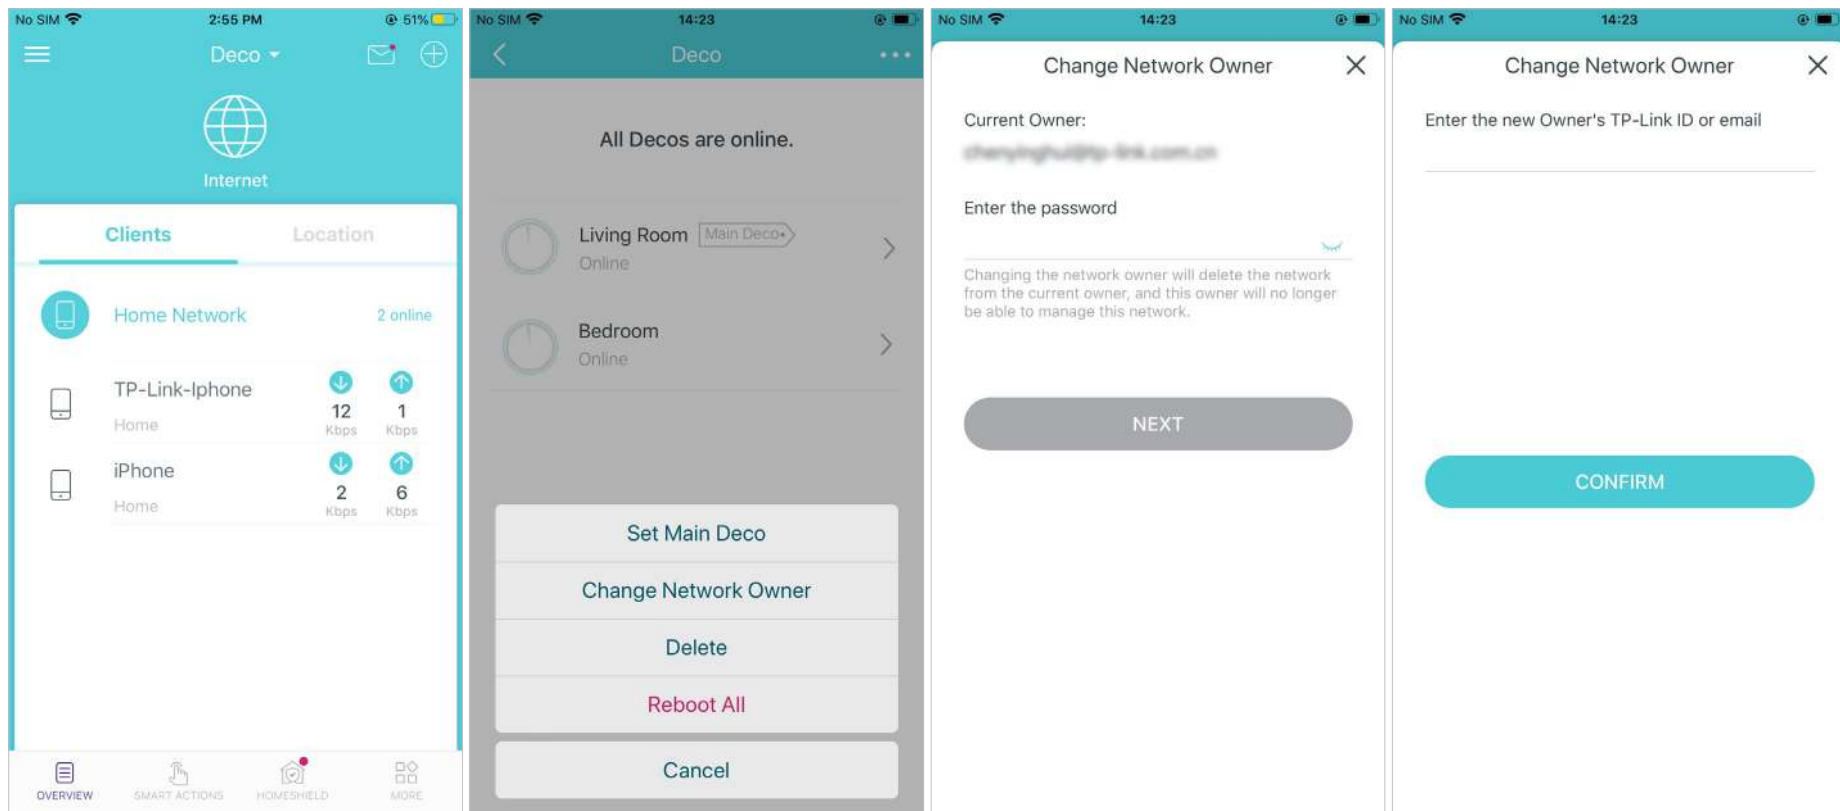 No SIM
2:55 PM
51%
Deco
Internet
Clients
Location
Home Network
2 online
TP-Link-Iphone
Home
12
Kbps
1
Kbps
iPhone
Home
2
Kbps
6
Kbps
OVERVIEW
SMART ACTIONS
HOMESHIELD
MORE
No SIM
14:23
Deco
All Decos are online.
Living Room
Main Deco
Online
Bedroom
Online
Set Main Deco
Change Network Owner
Delete
Reboot All
Cancel
No SIM
14:23
Change Network Owner
Current Owner:
Enter the password
Changing the network owner will delete the network
from the current owner, and this owner will no longer
be able to manage this network.
NEXT
No SIM
14:23
Change Network Owner
Enter the new Owner's TP-Link ID or email
CONFIRM